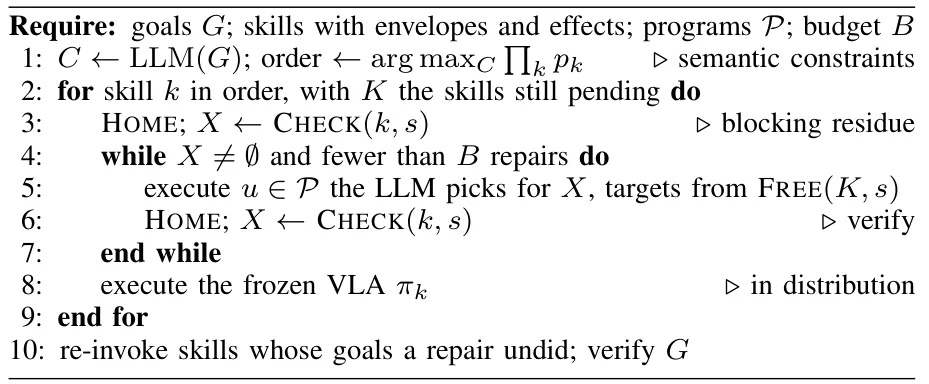 Require: goals G; skills with envelopes and effects; programs 𝒫; budget B
1: C ← LLM(G); order ← arg max_C ∏_k p_k ▷ semantic constraints
2: for skill k in order, with K the skills still pending do
3: HOME; X ← CHECK(k, s) ▷ blocking residue
4: while X ≠ ∅ and fewer than B repairs do
5: execute u ∈ 𝒫 the LLM picks for X, targets from FREE(K, s)
6: HOME; X ← CHECK(k, s) ▷ verify
7: end while
8: execute the frozen VLA π_k ▷ in distribution
9: end for
10: re-invoke skills whose goals a repair undid; verify G